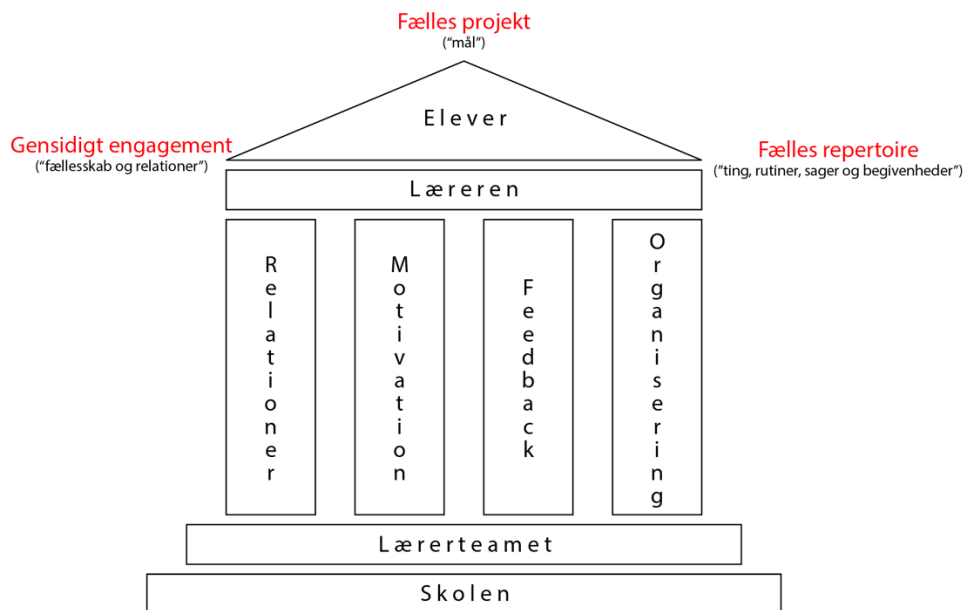 Fælles projekt
("mål")
Elever
Gensidigt engagement
("fællesskab og relationer")
Fælles repertoire
("ting, rutiner, sager og begivenheder")
Læreren
Relationer
Motivation
Feedback
Organisering
Lærerteamet
Skolen